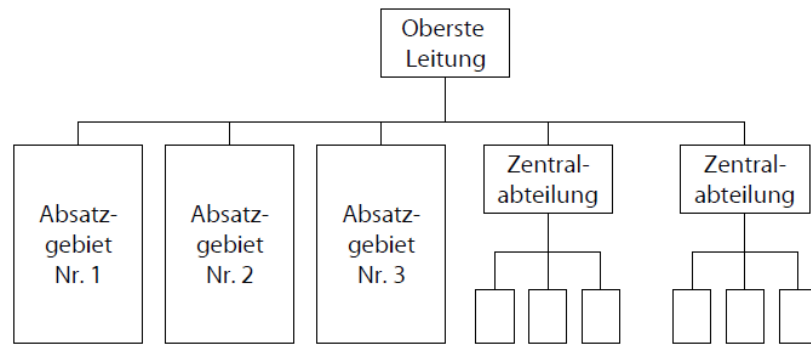 Oberste
Leitung
Absatz-
gebiet
Nr. 1
Absatz-
gebiet
Nr. 2
Absatz-
gebiet
Nr. 3
Zentral-
abteilung
Zentral-
abteilung